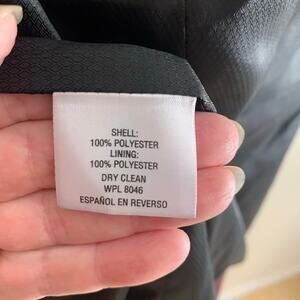 SHELL:
100% POLYESTER
LINING:
100% POLYESTER
DRY CLEAN
WPL 8046
ESPAÑOL EN REVERSO